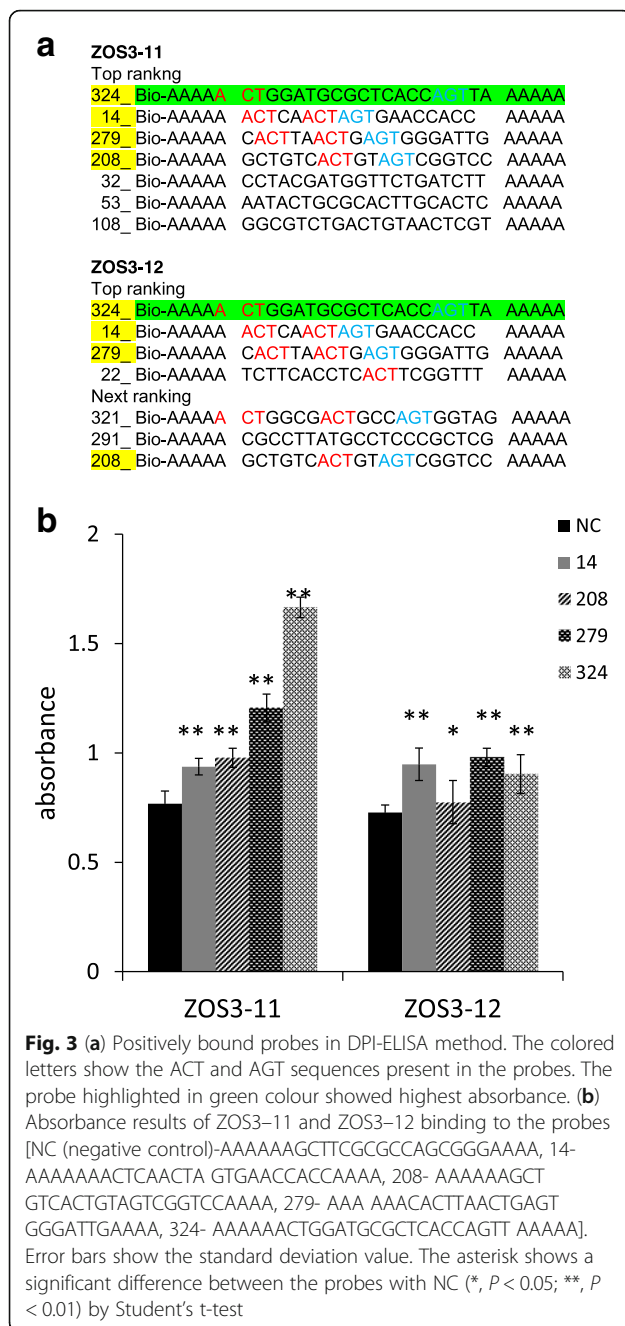 a
ZOS3-11
Top rankng
324_ Bio-AAAAA CTGGATGCGCTCACCAGTTA AAAAA
14_ Bio-AAAAA ACTCAACTAGTGAACCACC AAAAA
279_ Bio-AAAAA CACTTAACTGAGTGGGATTG AAAAA
208_ Bio-AAAAA GCTGTCACTGTAGTCGGTCC AAAAA
32_ Bio-AAAAA CCTACGATGGTTCTGATCTT AAAAA
53_ Bio-AAAAA AATACTGCGCACTTGCACTC AAAAA
108_ Bio-AAAAA GGCGTCTGACTGTAACTCGT AAAAA
ZOS3-12
Top ranking
324_ Bio-AAAAA CTGGATGCGCTCACCAGTTA AAAAA
14_ Bio-AAAAA ACTCAACTAGTGAACCACC AAAAA
279_ Bio-AAAAA CACTTAACTGAGTGGGATTG AAAAA
22_ Bio-AAAAA TCTTCACCTCACTTCGGTTT AAAAA
Next ranking
321_ Bio-AAAAA CTGGCGACTGCCAGTGGTAG AAAAA
291_ Bio-AAAAA CGCCTTATGCCTCCCGCTCG AAAAA
208_ Bio-AAAAA GCTGTCACTGTAGTCGGTCC AAAAA
b
absorbance
2
1.5
1
0.5
0
** ** ** **
** * ** **
NC
14
208
279
324
ZOS3-11 ZOS3-12
Fig. 3 (a) Positively bound probes in DPI-ELISA method. The colored
letters show the ACT and AGT sequences present in the probes. The
probe highlighted in green colour showed highest absorbance. (b)
Absorbance results of ZOS3–11 and ZOS3–12 binding to the probes
[NC (negative control)-AAAAAAGCTTCGCGCCAGCGGGAAAA, 14-
AAAAAAACTCAACTA GTGAACCACCAAAA, 208- AAAAAAGCT
GTCACTGTAGTCGGTCCAAAA, 279- AAA AAACACTTAACTGAGT
GGGATTGAAAA, 324- AAAAAACTGGATGCGCTCACCAGTT AAAAA].
Error bars show the standard deviation value. The asterisk shows a
significant difference between the probes with NC (*, P < 0.05; **, P
< 0.01) by Student's t-test